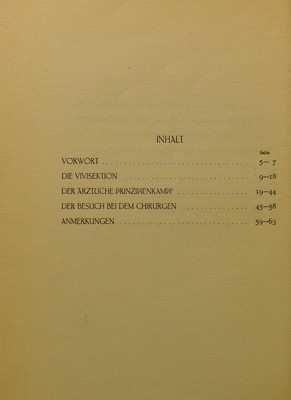 INHALT
Seite
VORWORT 5— 7
DIE VIVISEKTION 9—18
DER ÄRZTLICHE PRINZIPIENKAMPF 19—44
DER BESUCH BEI DEM CHIRURGEN 45—58
ANMERKUNGEN 59—63